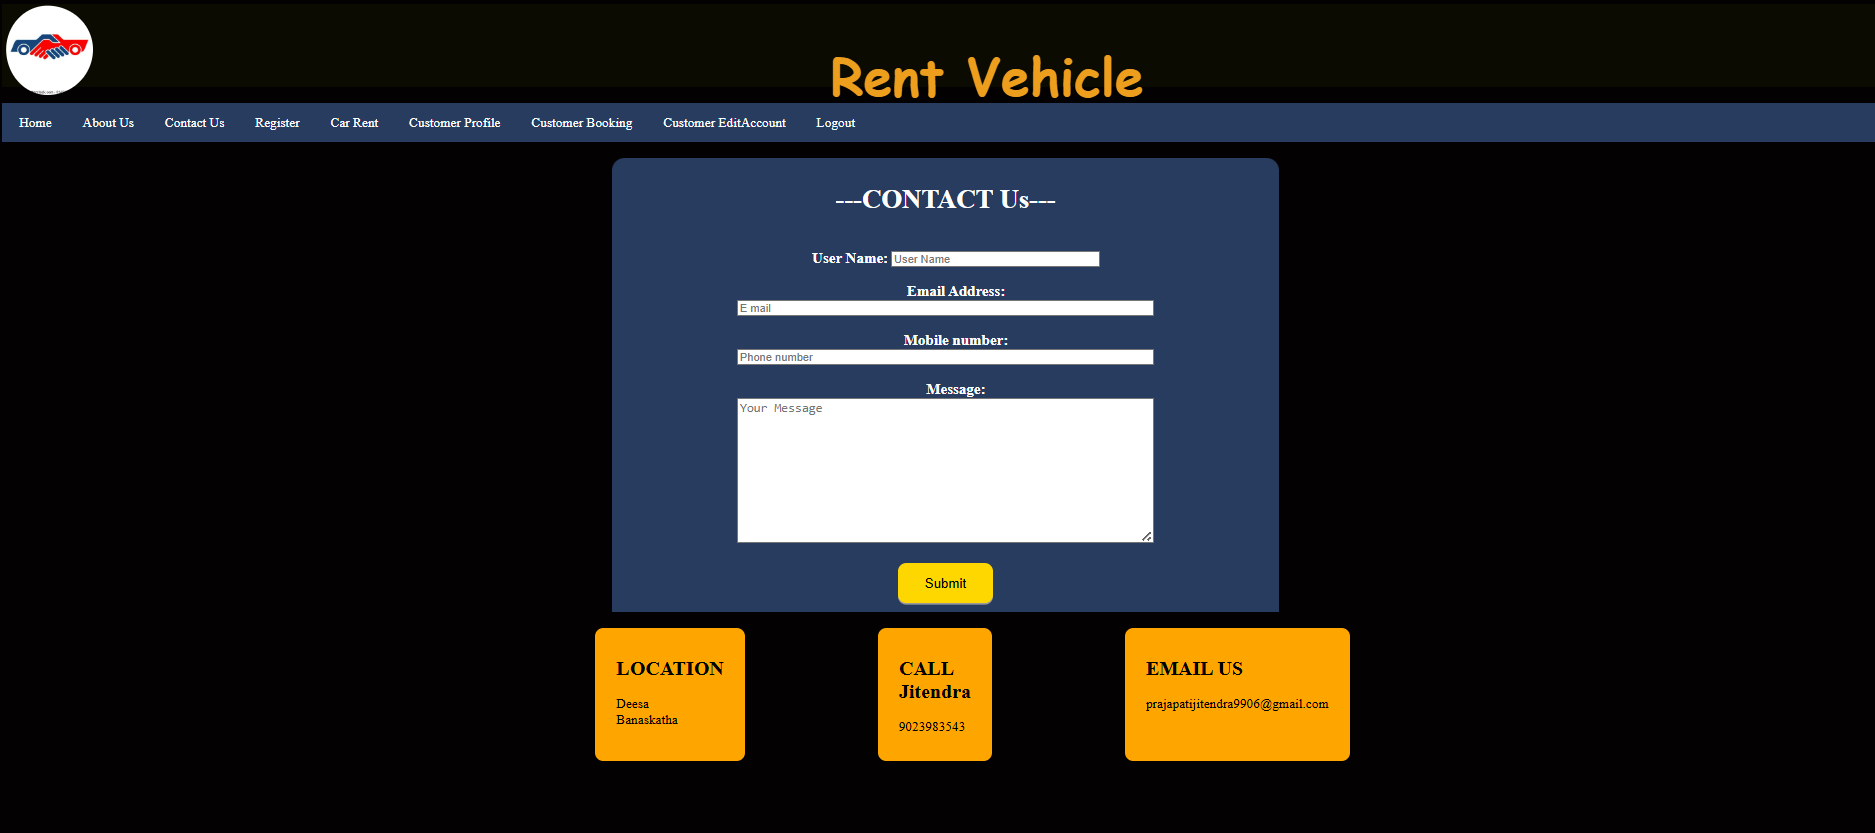 Rent Vehicle
Home About Us Contact Us Register Car Rent Customer Profile Customer Booking Customer EditAccount Logout
---CONTACT Us---
User Name: User Name
Email Address:
E mail
Mobile number:
Phone number
Message:
Your Message
Submit
LOCATION
Deesa
Banaskatha
CALL
Jitendra
9023983543
EMAIL US
prajapatijitendra9906@gmail.com